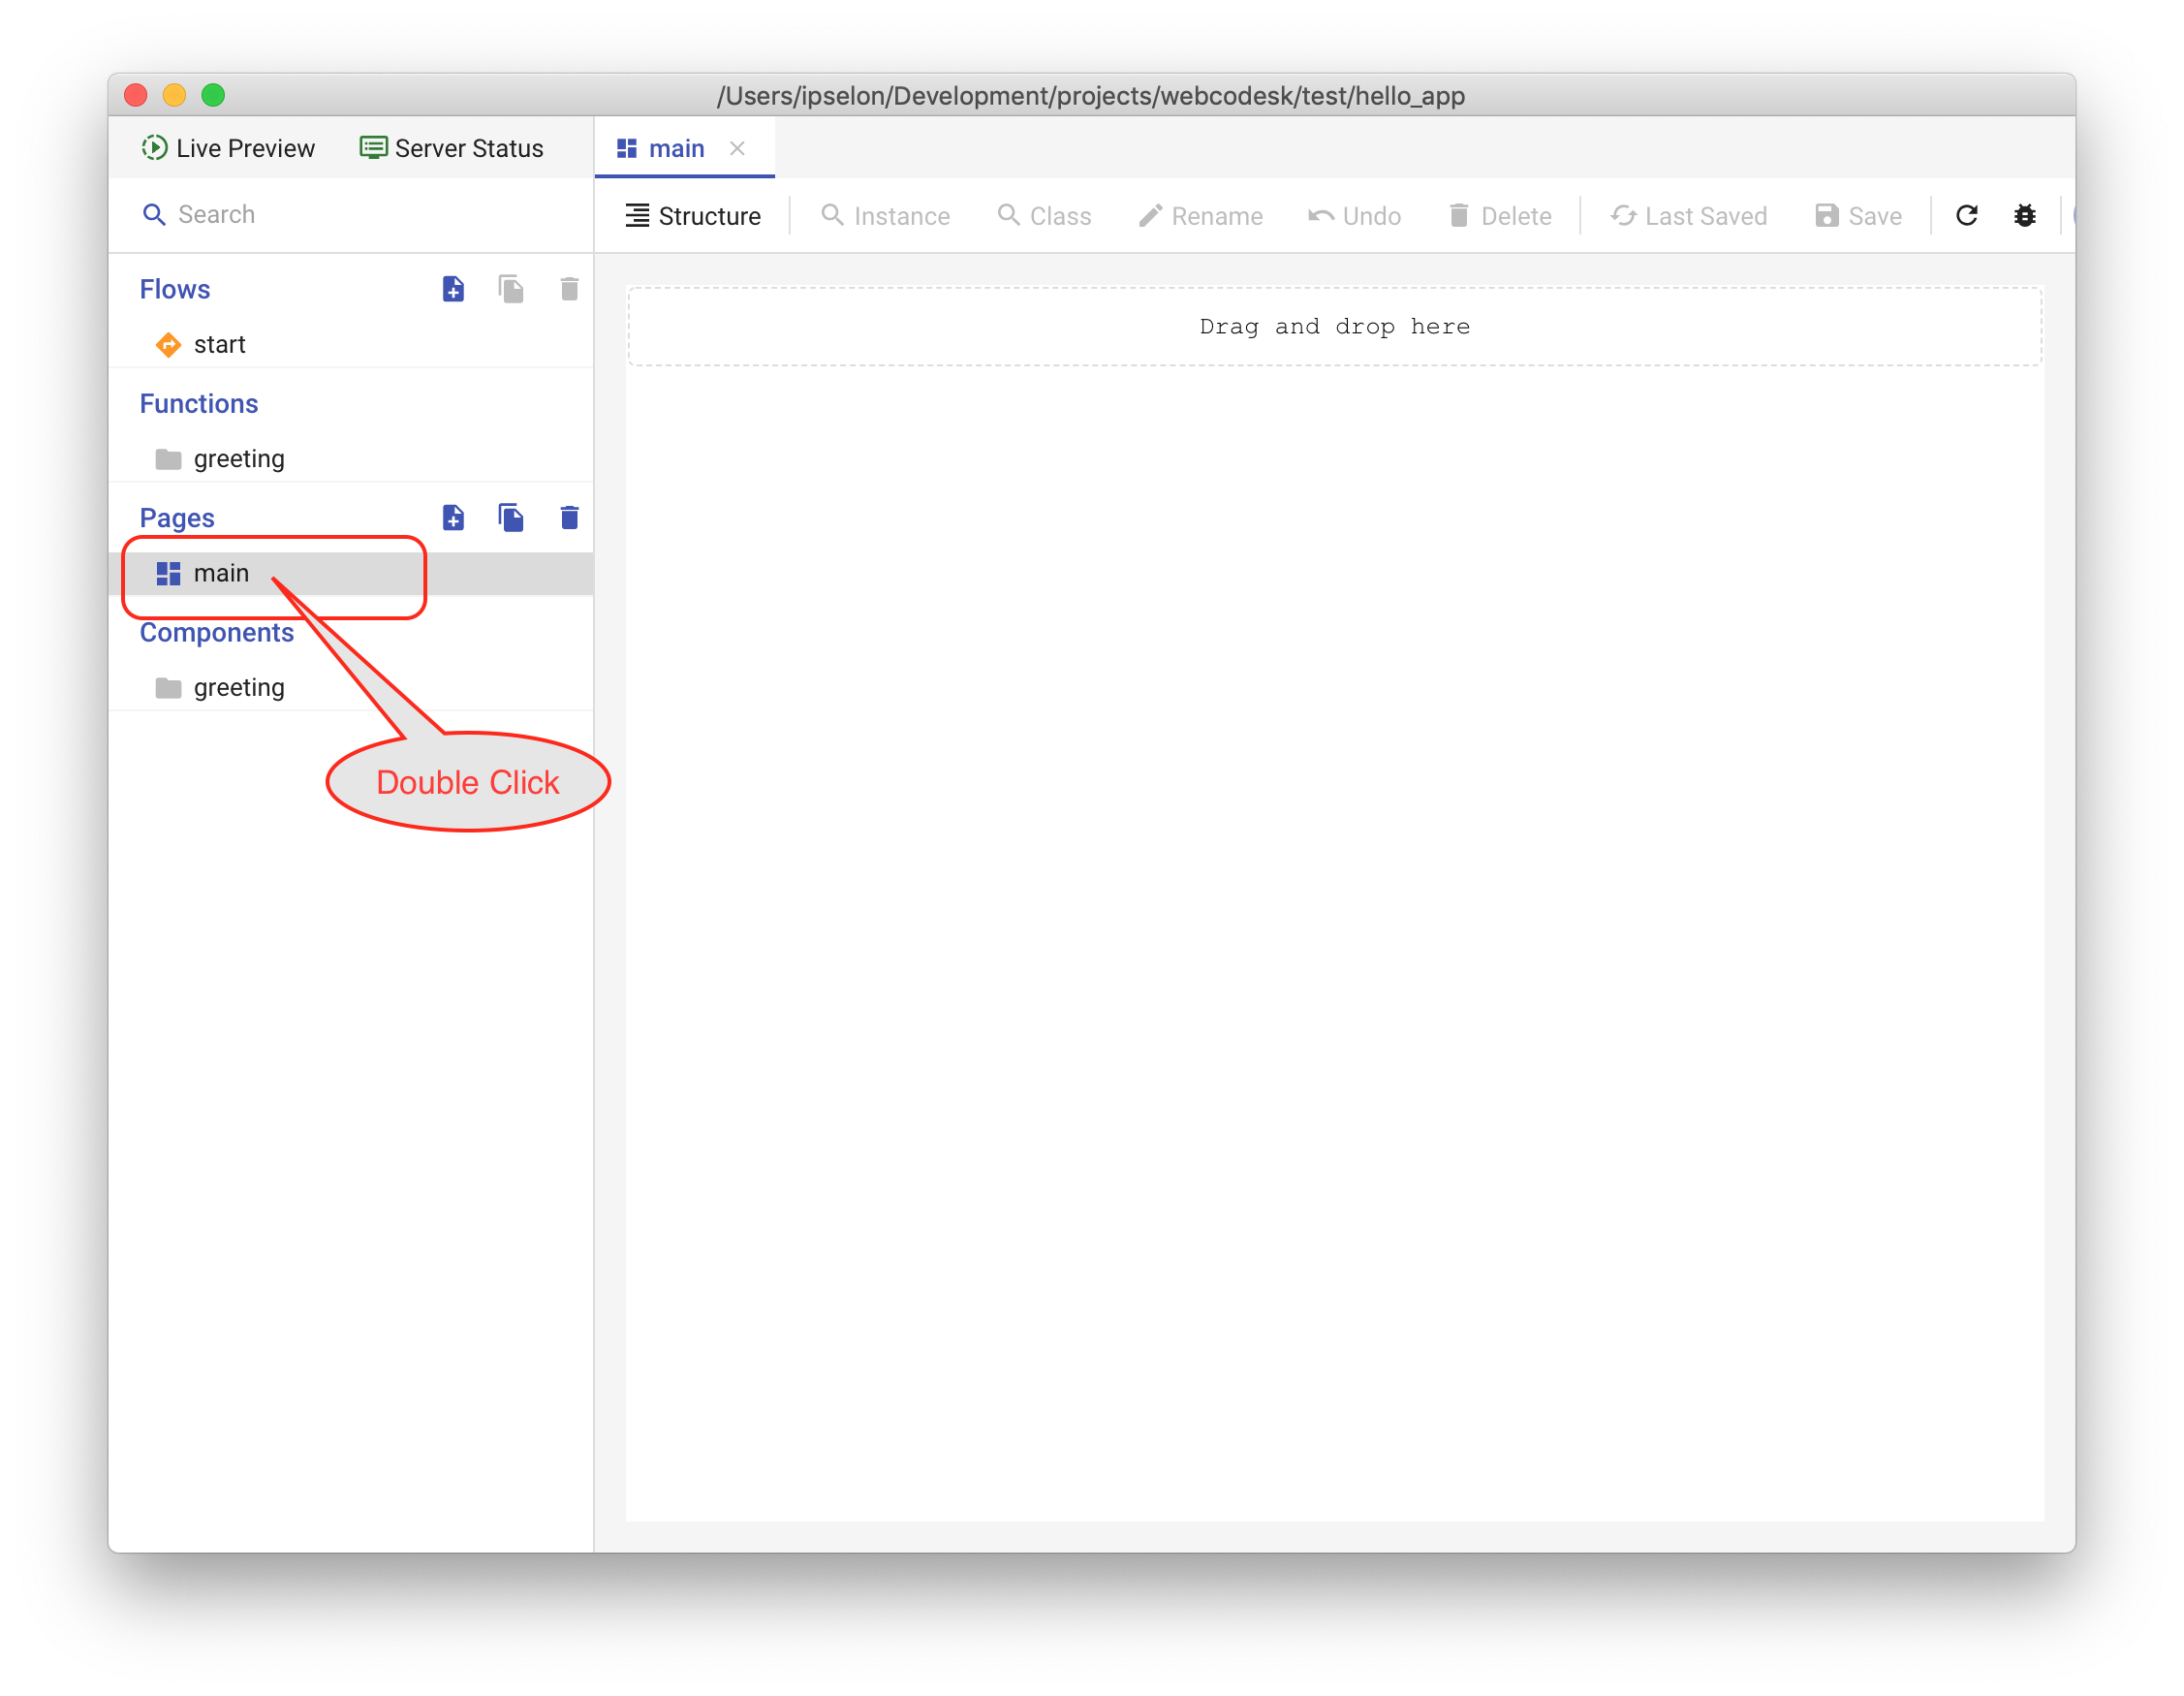 /Users/ipselon/Development/projects/webcodesk/test/hello_app
Live Preview Server Status main
Search
Structure Instance Class Rename Undo Delete Last Saved Save
Flows
start
Functions
greeting
Pages
main
Components
greeting
Double Click
Drag and drop here